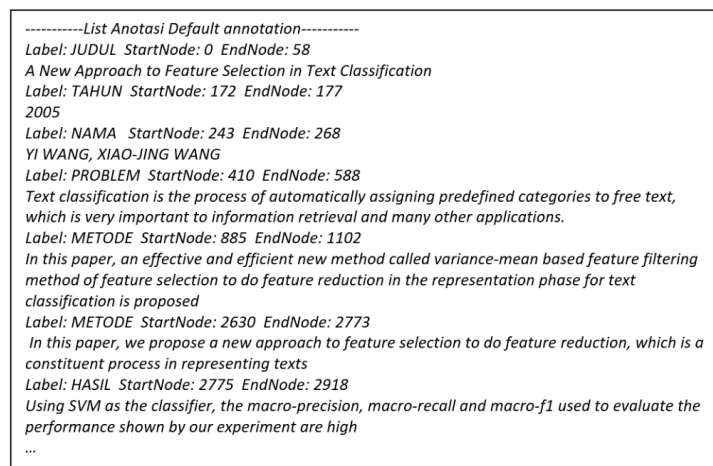 -----------List Anotasi Default annotation-----------
Label: JUDUL StartNode: 0 EndNode: 58
A New Approach to Feature Selection in Text Classification
Label: TAHUN StartNode: 172 EndNode: 177
2005
Label: NAMA StartNode: 243 EndNode: 268
YI WANG, XIAO-JING WANG
Label: PROBLEM StartNode: 410 EndNode: 588
Text classification is the process of automatically assigning predefined categories to free text,
which is very important to information retrieval and many other applications.
Label: METODE StartNode: 885 EndNode: 1102
In this paper, an effective and efficient new method called variance-mean based feature filtering
method of feature selection to do feature reduction in the representation phase for text
classification is proposed
Label: METODE StartNode: 2630 EndNode: 2773
In this paper, we propose a new approach to feature selection to do feature reduction, which is a
constituent process in representing texts
Label: HASIL StartNode: 2775 EndNode: 2918
Using SVM as the classifier, the macro-precision, macro-recall and macro-f1 used to evaluate the
performance shown by our experiment are high
...